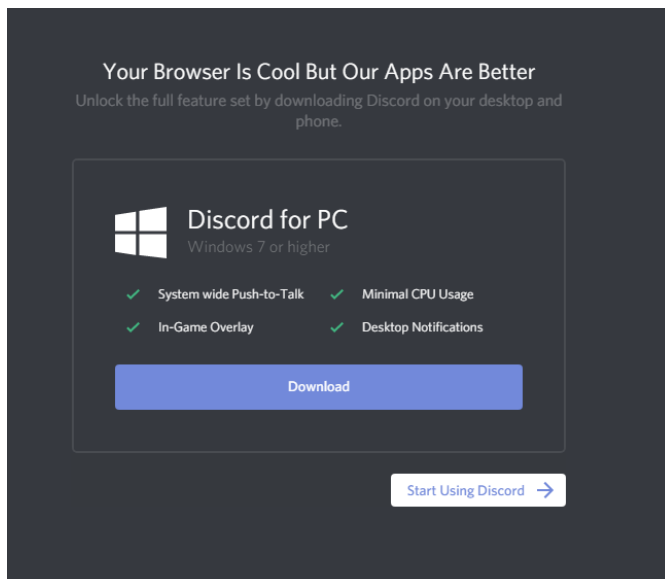 Your Browser Is Cool But Our Apps Are Better
Unlock the full feature set by downloading Discord on your desktop and
phone.
Discord for PC
Windows 7 or higher
System wide Push-to-Talk
Minimal CPU Usage
In-Game Overlay
Desktop Notifications
Download
Start Using Discord